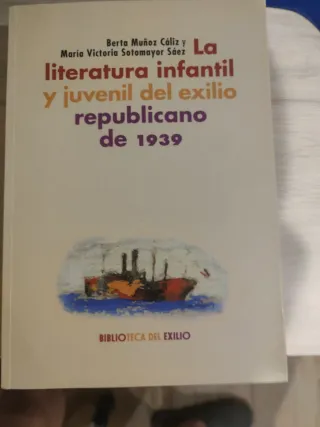 Berta Muñoz Cáliz y
María Victoria Sotomayor Sáez La
literatura infantil
y juvenil del exilio
republicano
de 1939
BIBLIOTECA DEL EXILIO